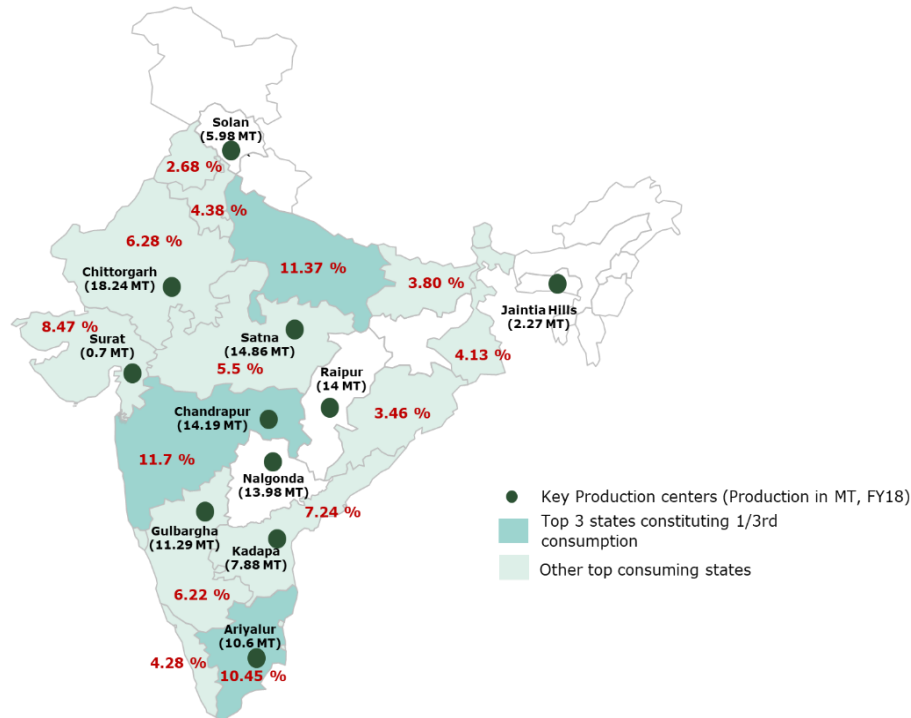 Solan
(5.98 MT)
2.68 %
4.38 %
6.28 %
11.37 %
Chittorgarh
(18.24 MT)
3.80 %
Jaintia Hills
(2.27 MT)
8.47 %
Surat
(0.7 MT)
Satna
(14.86 MT)
4.13 %
5.5 %
Raipur
(14 MT)
Chandrapur
(14.19 MT)
3.46 %
11.7 %
Nalgonda
(13.98 MT)
7.24 %
Gulbargha
(11.29 MT)
Kadapa
(7.88 MT)
6.22 %
Ariyalur
(10.6 MT)
4.28 %
10.45 %
Key Production centers (Production in MT, FY18)
Top 3 states constituting 1/3rd
consumption
Other top consuming states